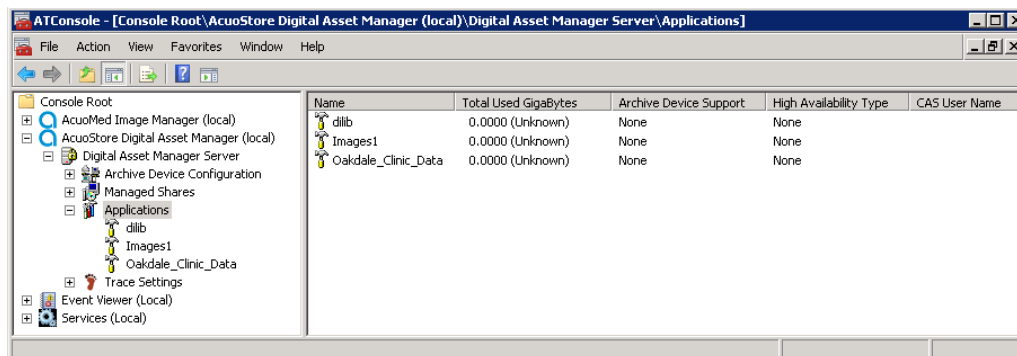 ATConsole - [Console Root\AcuoStore Digital Asset Manager (local)\Digital Asset Manager Server\Applications]
File Action View Favorites Window Help
Console Root
AcuoMed Image Manager (local)
AcuoStore Digital Asset Manager (local)
Digital Asset Manager Server
Archive Device Configuration
Managed Shares
Applications
dilib
Images1
Oakdale_Clinic_Data
Trace Settings
Event Viewer (Local)
Services (Local)
Name Total Used GigaBytes Archive Device Support High Availability Type CAS User Name
dilib 0.0000 (Unknown) None None
Images1 0.0000 (Unknown) None None
Oakdale_Clinic_Data 0.0000 (Unknown) None None